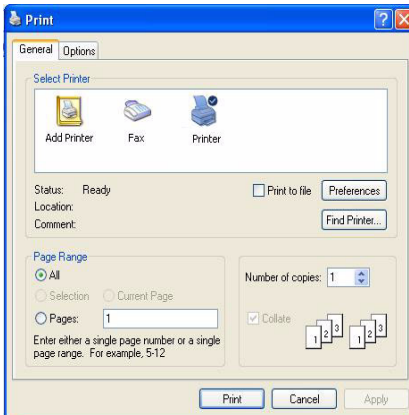 Print
General Options
Select Printer
Add Printer Fax Printer
Status: Ready
Print to file Preferences
Location:
Comment:
Find Printer...
Page Range
All
Selection Current Page
Pages: 1
Enter either a single page number or a single
page range. For example, 5-12
Number of copies: 1
Collate
1 2 3 1 2 3
Print Cancel Apply